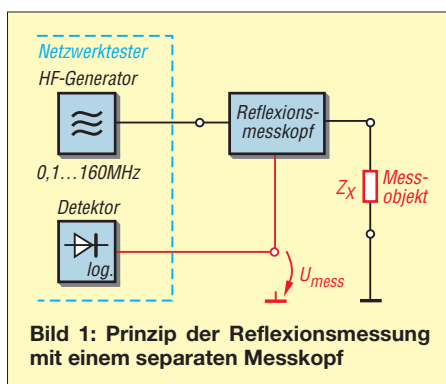 Netzwerktester
HF-Generator
0,1...160MHz
Detektor
log.
Reflexions-
messkopf
Z_X
Mess-
objekt
U_mess
Bild 1: Prinzip der Reflexionsmessung
mit einem separaten Messkopf